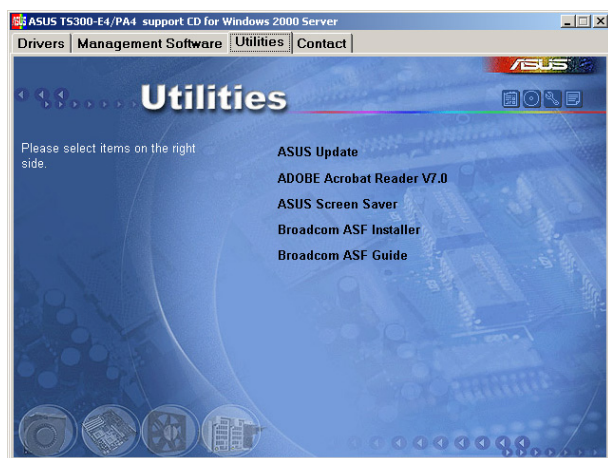 ASUS TS300-E4/PA4 support CD for Windows 2000 Server
Drivers Management Software Utilities Contact
ASUS
Utilities
Please select items on the right
side.
ASUS Update
ADOBE Acrobat Reader V7.0
ASUS Screen Saver
Broadcom ASF Installer
Broadcom ASF Guide